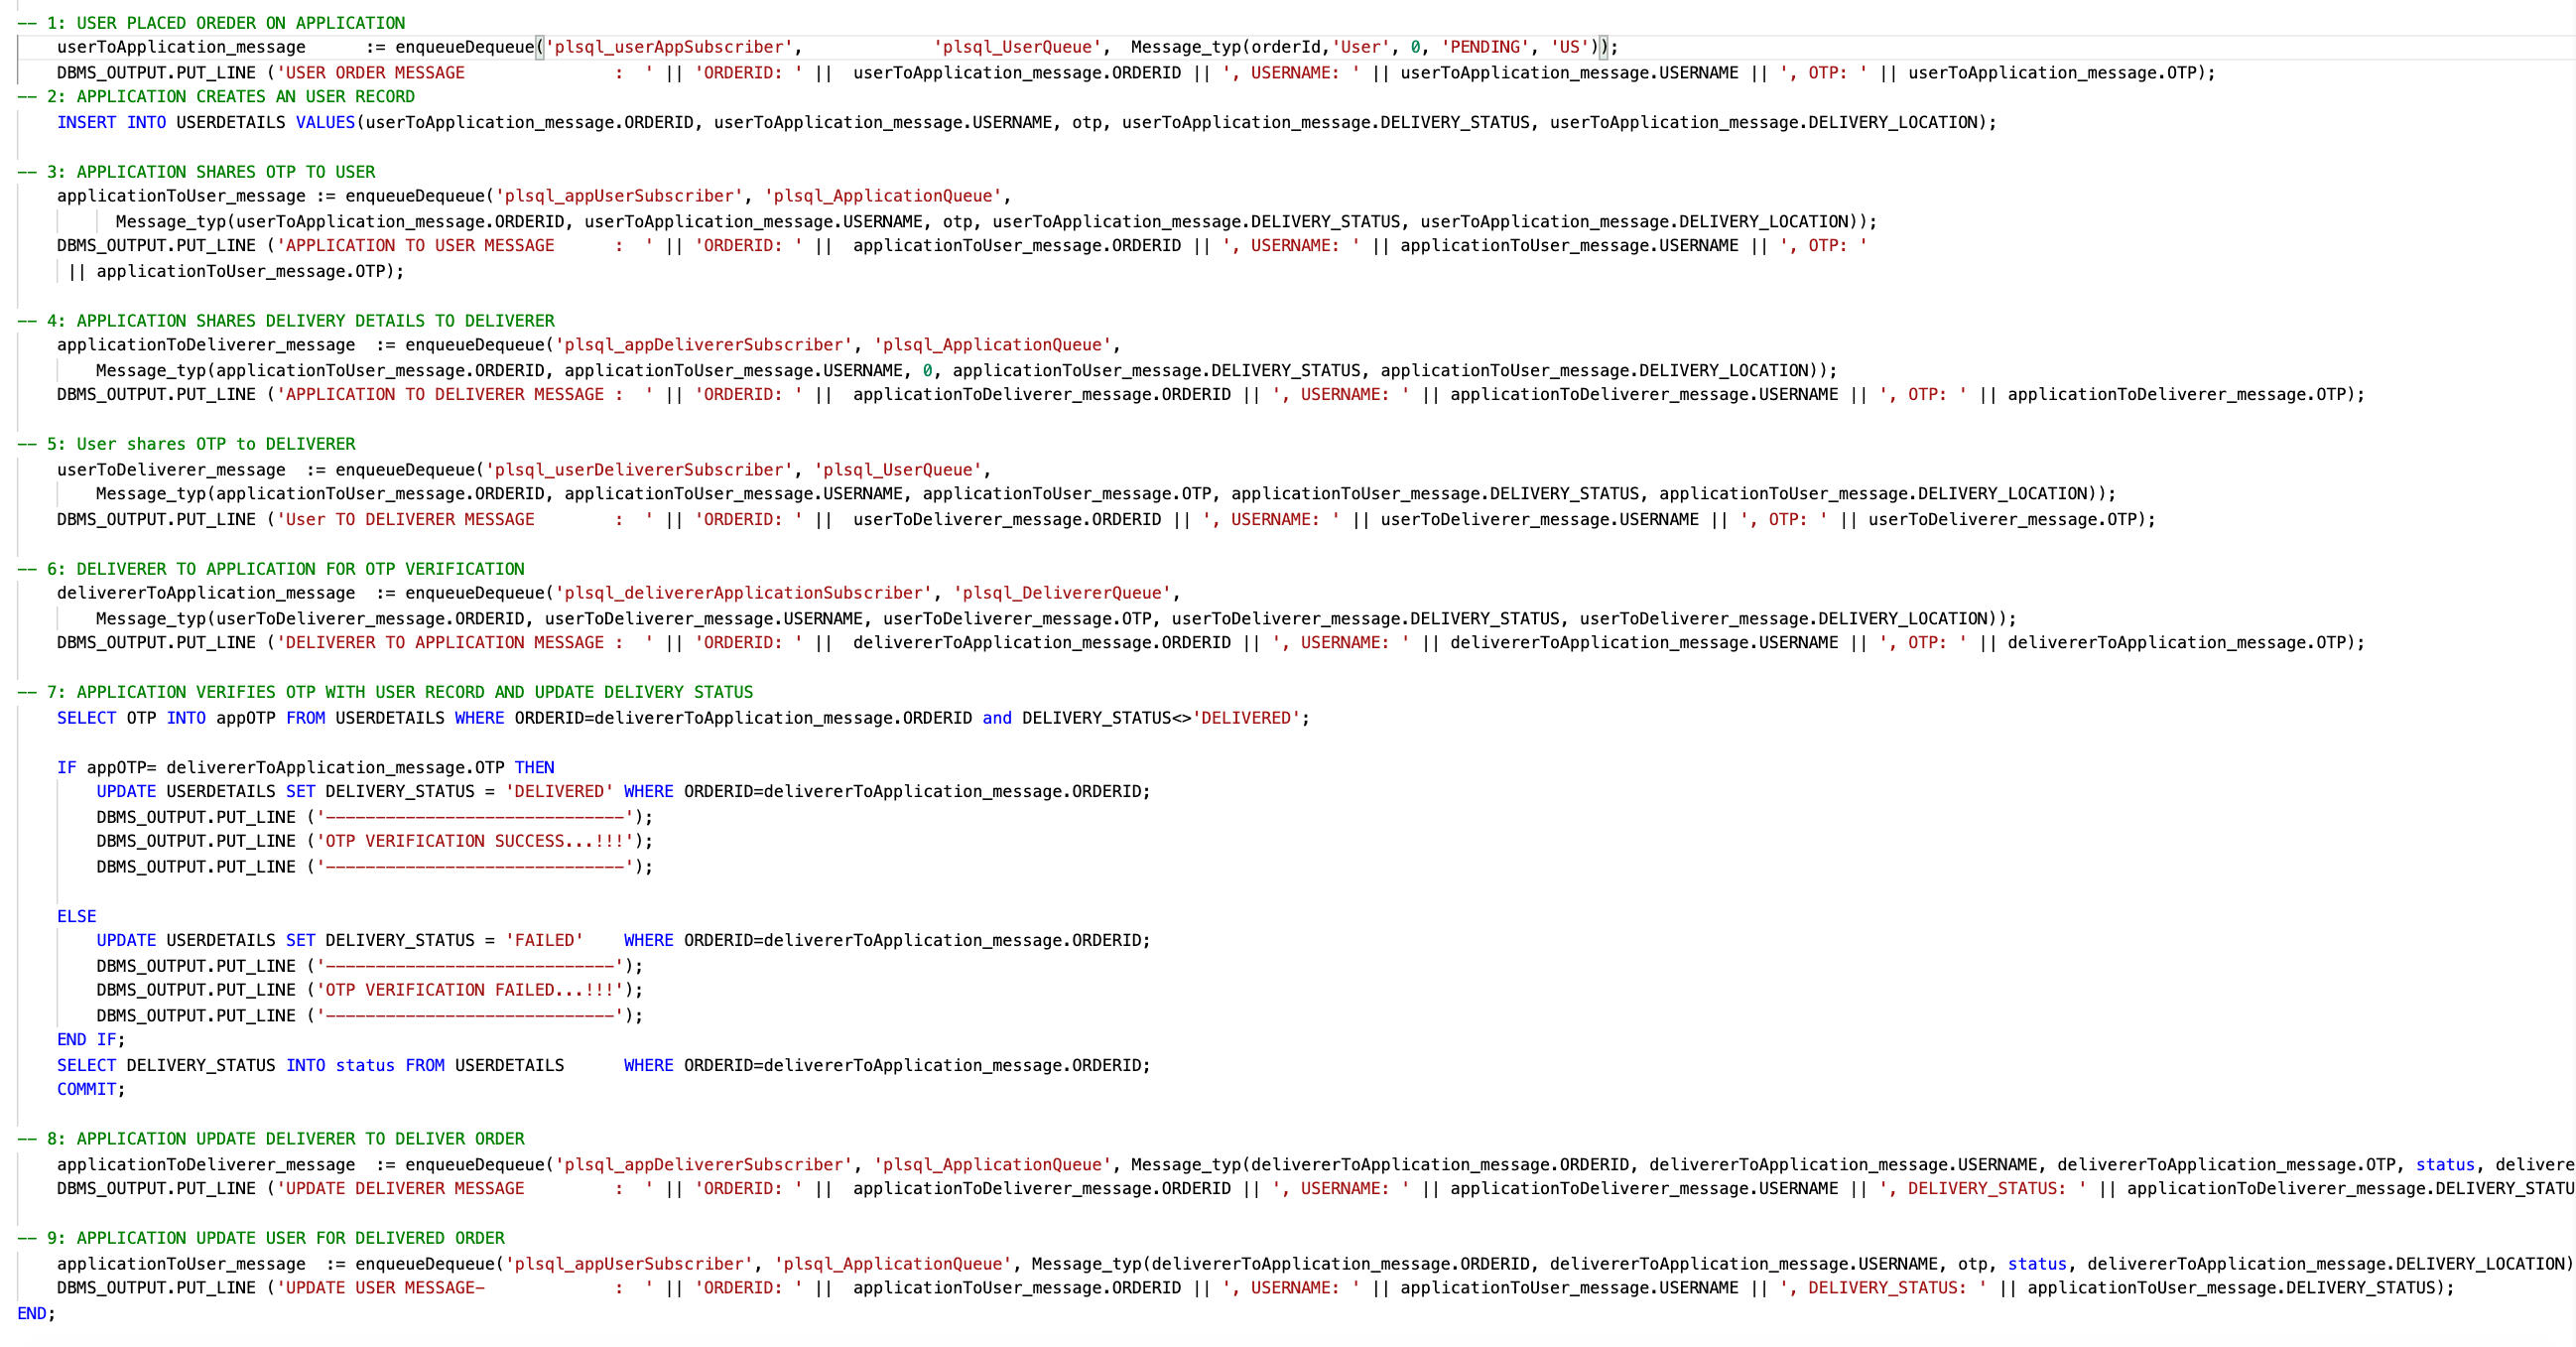 -- 1: USER PLACED OREDER ON APPLICATION
userToApplication_message      := enqueueDequeue('plsql_userAppSubscriber',             'plsql_UserQueue',  Message_typ(orderId,'User', 0, 'PENDING', 'US'));
DBMS_OUTPUT.PUT_LINE ('USER ORDER MESSAGE               :  ' || 'ORDERID: ' ||  userToApplication_message.ORDERID || ', USERNAME: ' || userToApplication_message.USERNAME || ', OTP: ' || userToApplication_message.OTP);
-- 2: APPLICATION CREATES AN USER RECORD
INSERT INTO USERDETAILS VALUES(userToApplication_message.ORDERID, userToApplication_message.USERNAME, otp, userToApplication_message.DELIVERY_STATUS, userToApplication_message.DELIVERY_LOCATION);
-- 3: APPLICATION SHARES OTP TO USER
applicationToUser_message := enqueueDequeue('plsql_appUserSubscriber', 'plsql_ApplicationQueue',
Message_typ(userToApplication_message.ORDERID, userToApplication_message.USERNAME, otp, userToApplication_message.DELIVERY_STATUS, userToApplication_message.DELIVERY_LOCATION));
DBMS_OUTPUT.PUT_LINE ('APPLICATION TO USER MESSAGE      :  ' || 'ORDERID: ' ||  applicationToUser_message.ORDERID || ', USERNAME: ' || applicationToUser_message.USERNAME || ', OTP: '
|| applicationToUser_message.OTP);
-- 4: APPLICATION SHARES DELIVERY DETAILS TO DELIVERER
applicationToDeliverer_message  := enqueueDequeue('plsql_appDelivererSubscriber', 'plsql_ApplicationQueue',
Message_typ(applicationToUser_message.ORDERID, applicationToUser_message.USERNAME, 0, applicationToUser_message.DELIVERY_STATUS, applicationToUser_message.DELIVERY_LOCATION));
DBMS_OUTPUT.PUT_LINE ('APPLICATION TO DELIVERER MESSAGE :  ' || 'ORDERID: ' ||  applicationToDeliverer_message.ORDERID || ', USERNAME: ' || applicationToDeliverer_message.USERNAME || ', OTP: ' || applicationToDeliverer_message.OTP);
-- 5: User shares OTP to DELIVERER
userToDeliverer_message  := enqueueDequeue('plsql_userDelivererSubscriber', 'plsql_UserQueue',
Message_typ(applicationToUser_message.ORDERID, applicationToUser_message.USERNAME, applicationToUser_message.OTP, applicationToUser_message.DELIVERY_STATUS, applicationToUser_message.DELIVERY_LOCATION));
DBMS_OUTPUT.PUT_LINE ('User TO DELIVERER MESSAGE        :  ' || 'ORDERID: ' ||  userToDeliverer_message.ORDERID || ', USERNAME: ' || userToDeliverer_message.USERNAME || ', OTP: ' || userToDeliverer_message.OTP);
-- 6: DELIVERER TO APPLICATION FOR OTP VERIFICATION
delivererToApplication_message  := enqueueDequeue('plsql_delivererApplicationSubscriber', 'plsql_DelivererQueue',
Message_typ(userToDeliverer_message.ORDERID, userToDeliverer_message.USERNAME, userToDeliverer_message.OTP, userToDeliverer_message.DELIVERY_STATUS, userToDeliverer_message.DELIVERY_LOCATION));
DBMS_OUTPUT.PUT_LINE ('DELIVERER TO APPLICATION MESSAGE :  ' || 'ORDERID: ' ||  delivererToApplication_message.ORDERID || ', USERNAME: ' || delivererToApplication_message.USERNAME || ', OTP: ' || delivererToApplication_message.OTP);
-- 7: APPLICATION VERIFIES OTP WITH USER RECORD AND UPDATE DELIVERY STATUS
SELECT OTP INTO appOTP FROM USERDETAILS WHERE ORDERID=delivererToApplication_message.ORDERID and DELIVERY_STATUS<>'DELIVERED';
IF appOTP= delivererToApplication_message.OTP THEN
UPDATE USERDETAILS SET DELIVERY_STATUS = 'DELIVERED' WHERE ORDERID=delivererToApplication_message.ORDERID;
DBMS_OUTPUT.PUT_LINE ('------------------------------');
DBMS_OUTPUT.PUT_LINE ('OTP VERIFICATION SUCCESS...!!!');
DBMS_OUTPUT.PUT_LINE ('------------------------------');
ELSE
UPDATE USERDETAILS SET DELIVERY_STATUS = 'FAILED'    WHERE ORDERID=delivererToApplication_message.ORDERID;
DBMS_OUTPUT.PUT_LINE ('-----------------------------');
DBMS_OUTPUT.PUT_LINE ('OTP VERIFICATION FAILED...!!!');
DBMS_OUTPUT.PUT_LINE ('-----------------------------');
END IF;
SELECT DELIVERY_STATUS INTO status FROM USERDETAILS      WHERE ORDERID=delivererToApplication_message.ORDERID;
COMMIT;
-- 8: APPLICATION UPDATE DELIVERER TO DELIVER ORDER
applicationToDeliverer_message  := enqueueDequeue('plsql_appDelivererSubscriber', 'plsql_ApplicationQueue', Message_typ(delivererToApplication_message.ORDERID, delivererToApplication_message.USERNAME, delivererToApplication_message.OTP, status, delivere
DBMS_OUTPUT.PUT_LINE ('UPDATE DELIVERER MESSAGE         :  ' || 'ORDERID: ' ||  applicationToDeliverer_message.ORDERID || ', USERNAME: ' || applicationToDeliverer_message.USERNAME || ', DELIVERY_STATUS: ' || applicationToDeliverer_message.DELIVERY_STATU
-- 9: APPLICATION UPDATE USER FOR DELIVERED ORDER
applicationToUser_message  := enqueueDequeue('plsql_appUserSubscriber', 'plsql_ApplicationQueue', Message_typ(delivererToApplication_message.ORDERID, delivererToApplication_message.USERNAME, otp, status, delivererToApplication_message.DELIVERY_LOCATION)
DBMS_OUTPUT.PUT_LINE ('UPDATE USER MESSAGE-             :  ' || 'ORDERID: ' ||  applicationToUser_message.ORDERID || ', USERNAME: ' || applicationToUser_message.USERNAME || ', DELIVERY_STATUS: ' || applicationToUser_message.DELIVERY_STATUS);
END;